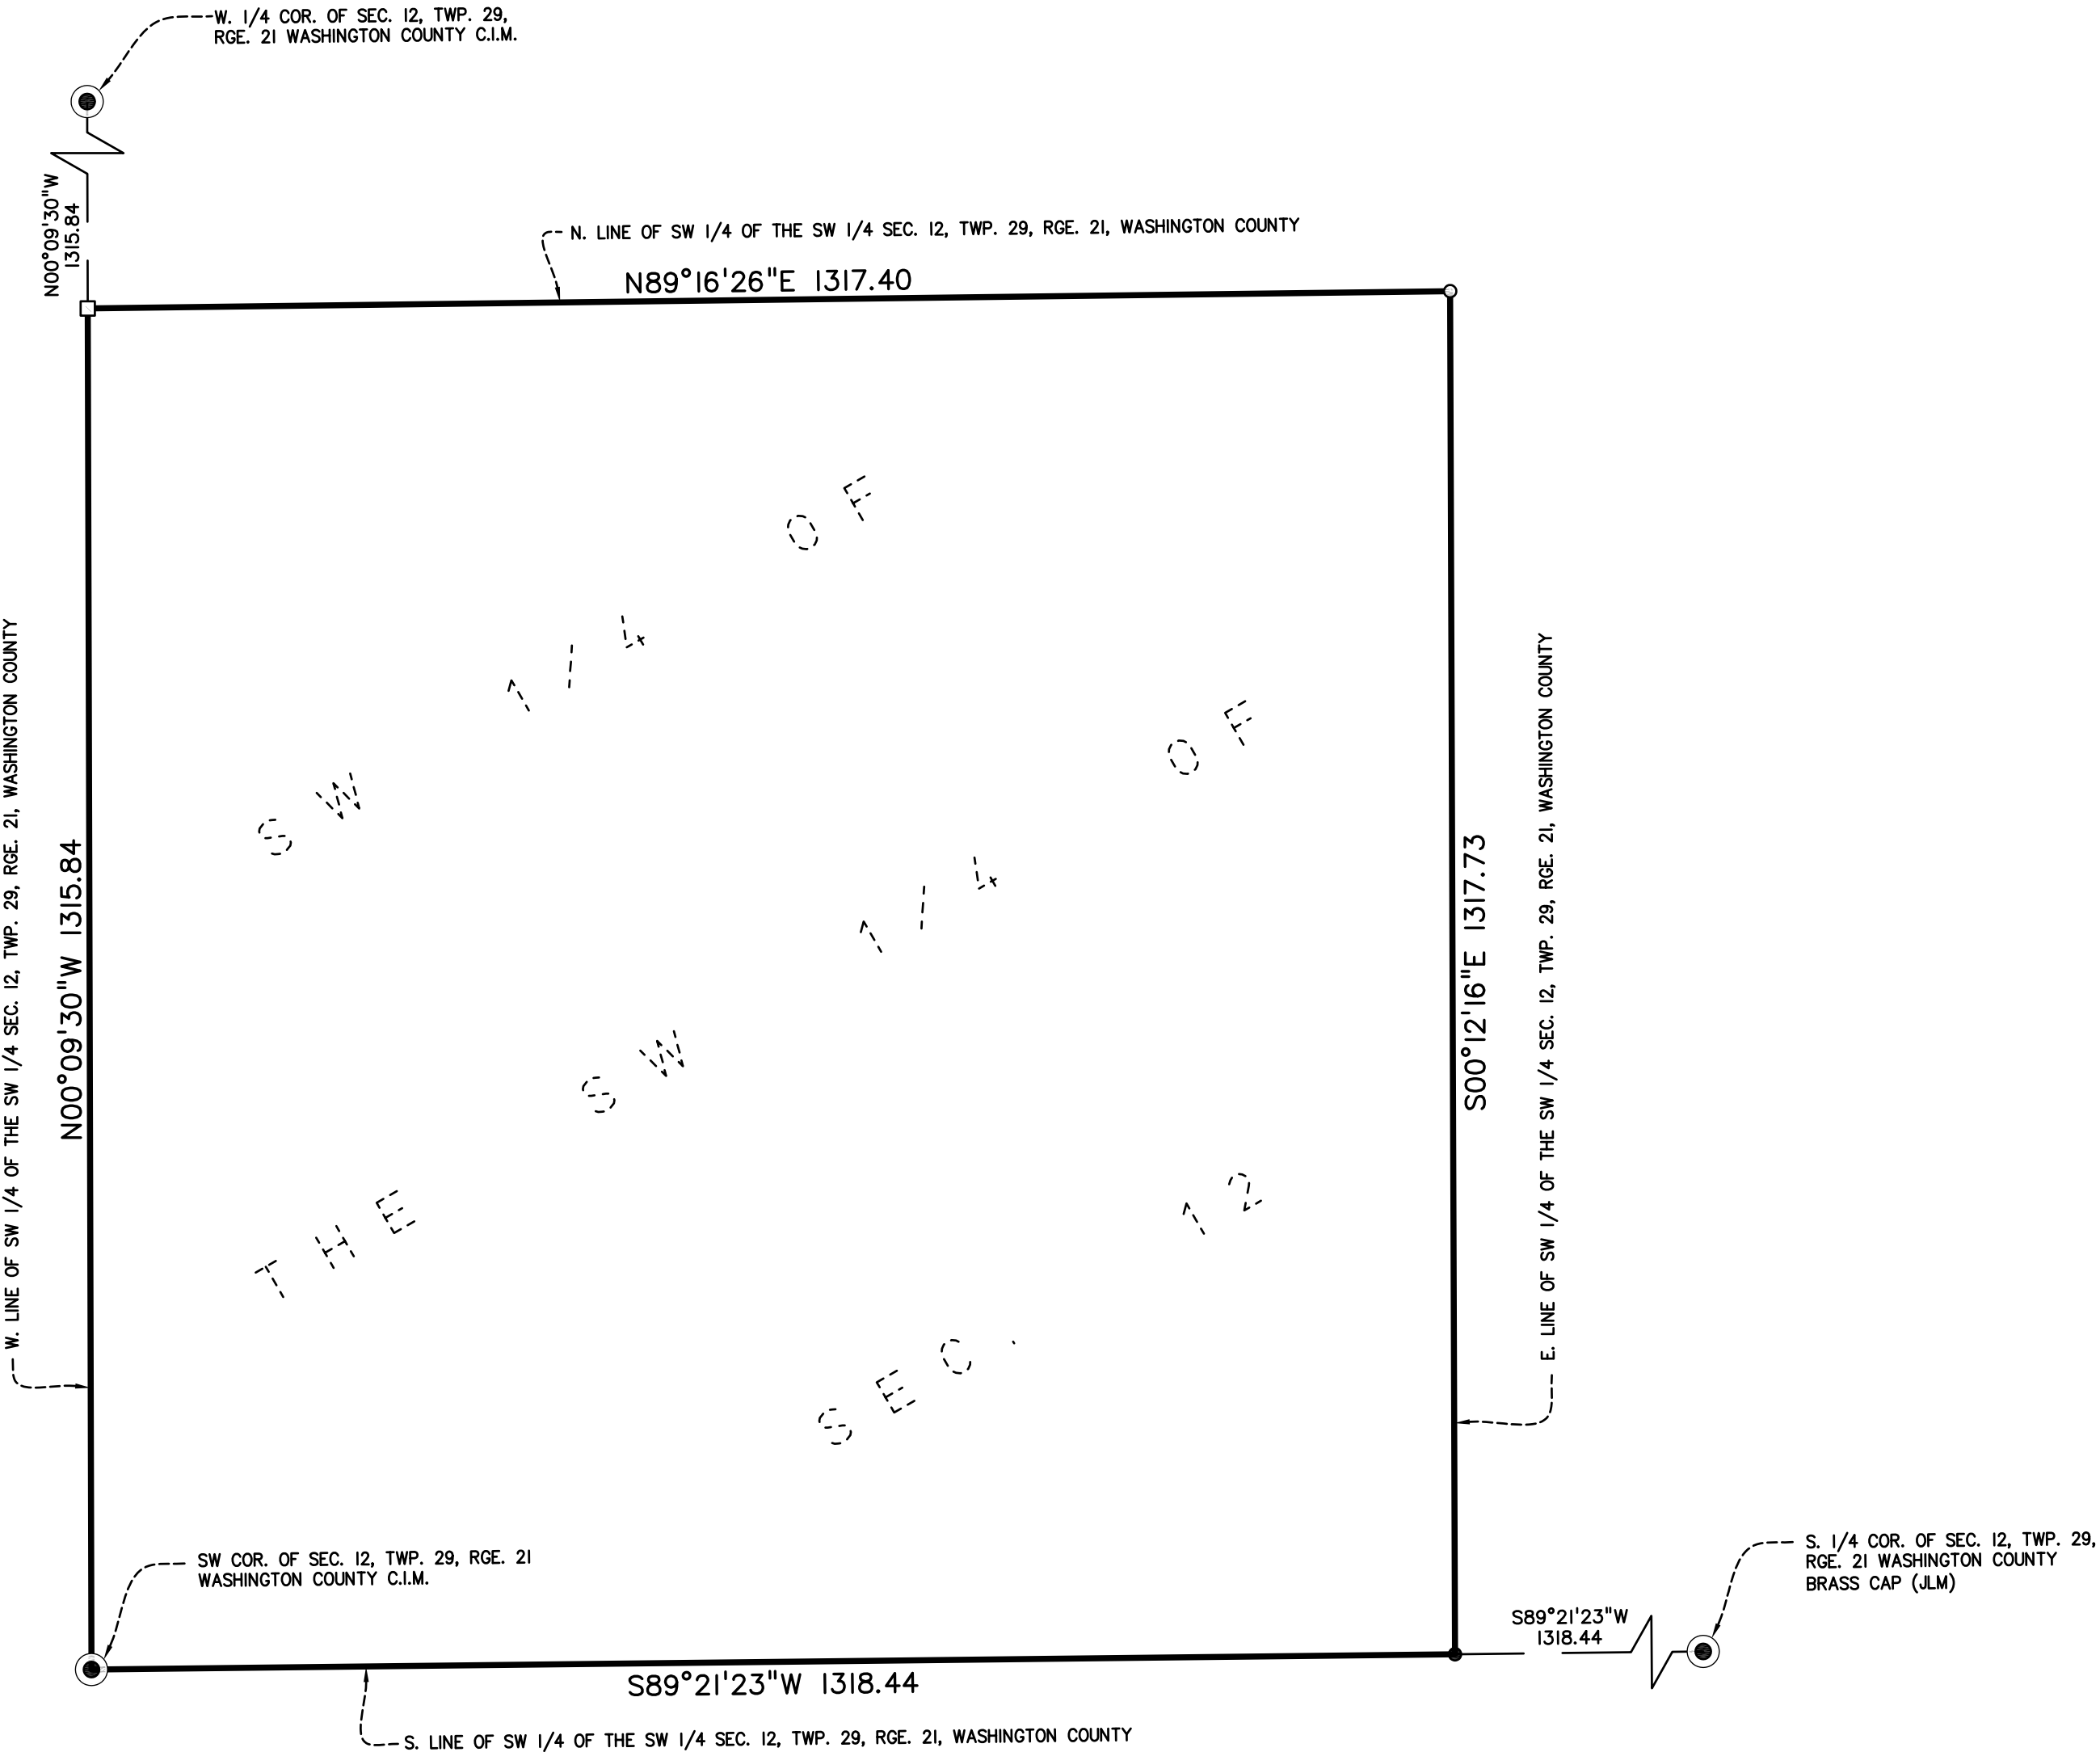 W. 1/4 COR. OF SEC. 12, TWP. 29,
RGE. 21 WASHINGTON COUNTY C.I.M.
N00°09'30"W
1315.84
N. LINE OF SW 1/4 OF THE SW 1/4 SEC. 12, TWP. 29, RGE. 21, WASHINGTON COUNTY
N89°16'26"E 1317.40
W. LINE OF SW 1/4 OF THE SW 1/4 SEC. 12, TWP. 29, RGE. 21, WASHINGTON COUNTY
N00°09'30"W 1315.84
SW 1/4 OF
THE SW 1/4 OF
SEC. 12
S00°12'16"E 1317.73
E. LINE OF SW 1/4 OF THE SW 1/4 SEC. 12, TWP. 29, RGE. 21, WASHINGTON COUNTY
SW COR. OF SEC. 12, TWP. 29, RGE. 21
WASHINGTON COUNTY C.I.M.
S. 1/4 COR. OF SEC. 12, TWP. 29,
RGE. 21 WASHINGTON COUNTY
BRASS CAP (JLM)
S89°21'23"W
1318.44
S89°21'23"W 1318.44
S. LINE OF SW 1/4 OF THE SW 1/4 SEC. 12, TWP. 29, RGE. 21, WASHINGTON COUNTY